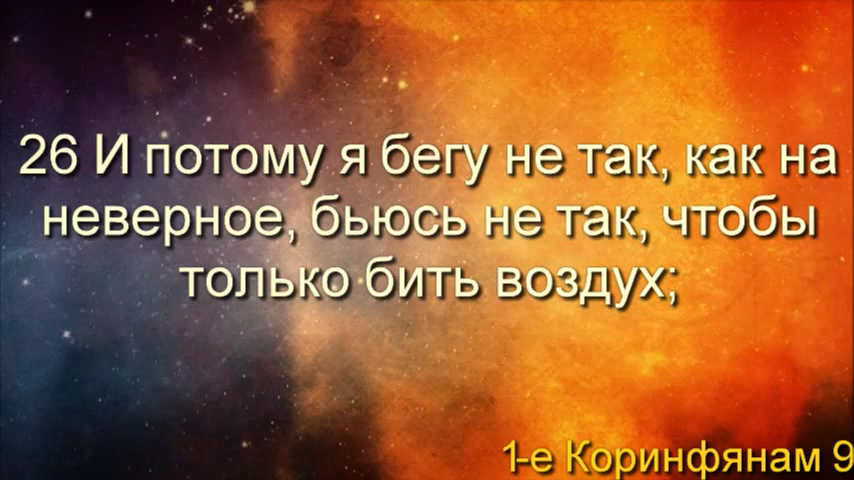 26 И потому я бегу не так, как на
неверное, бьюсь не так, чтобы
только бить воздух;
1-е Коринфянам 9